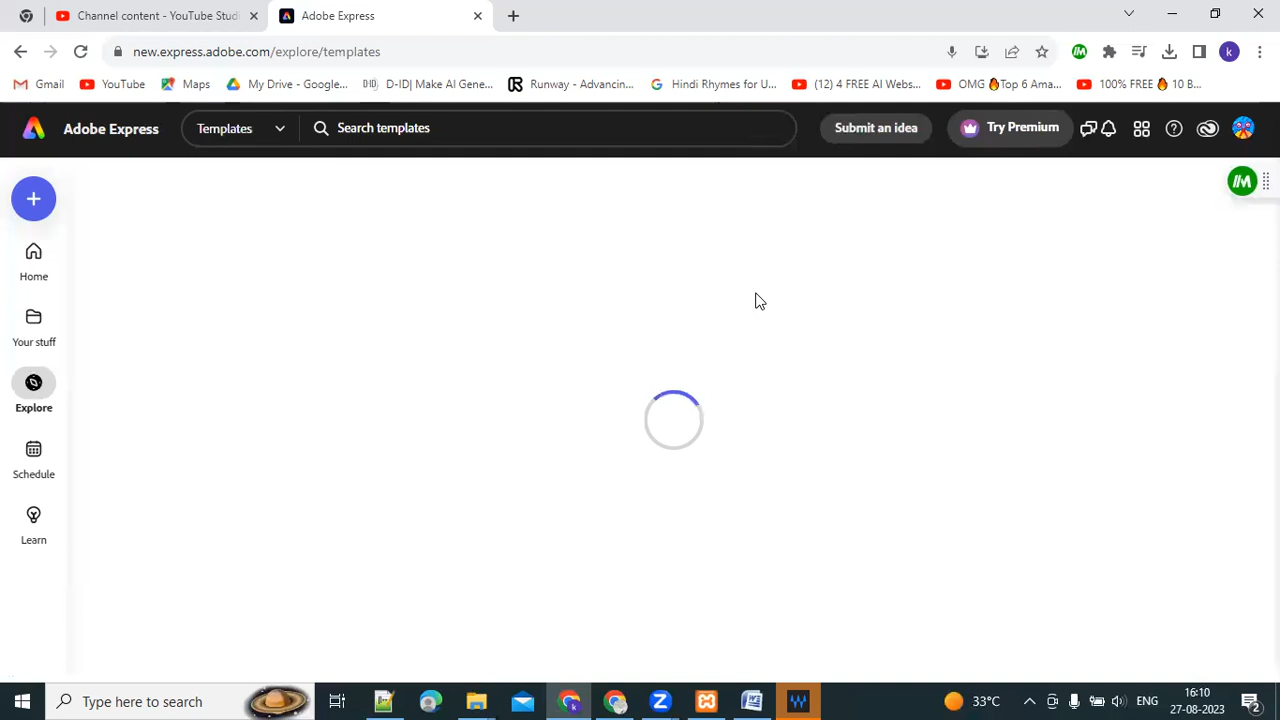 Channel content - YouTube Studi
Adobe Express
new.express.adobe.com/explore/templates
k
Gmail
YouTube
Maps
My Drive - Google...
D-ID| Make AI Gene...
Runway - Advancin...
Hindi Rhymes for U...
(12) 4 FREE AI Webs...
OMG 🔥Top 6 Ama...
100% FREE 🔥 10 B...
Adobe Express
Templates
Search templates
Submit an idea
Try Premium
Home
Your stuff
Explore
Schedule
Learn
Type here to search
33°C
ENG
16:10
27-08-2023
2